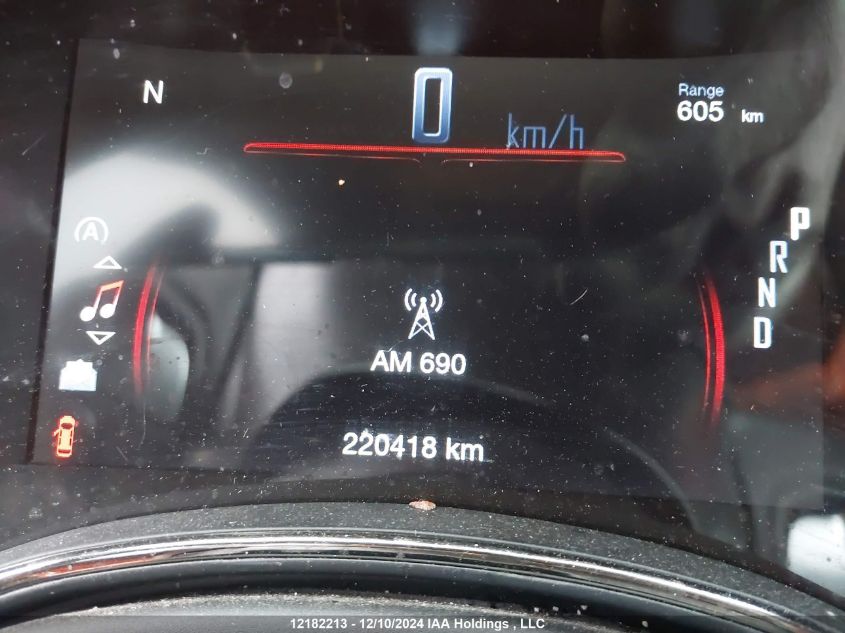 N
0 km/h
Range
605 km
A
P
R
N
D
AM 690
220418 km
12182213 - 12/10/2024 IAA Holdings , LLC